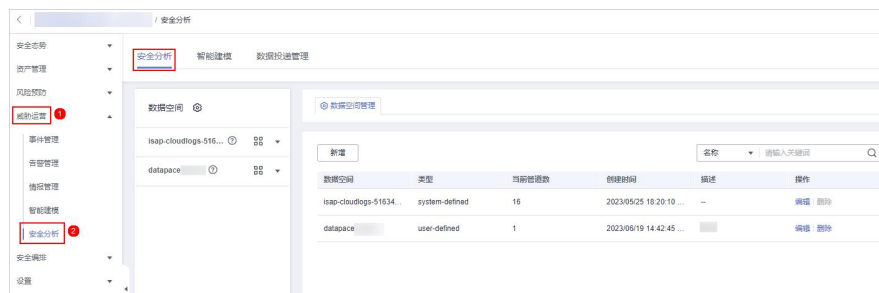 / 安全分析
安全态势
资产管理
风险预防
威胁运营 1
事件管理
告警管理
情报管理
智能建模
安全分析 2
安全编排
设置
安全分析 智能建模 数据投递管理
数据空间
isap-cloudlogs-516...
datapace
数据空间管理
新增 名称 请输入关键词
数据空间 类型 当前管道数 创建时间 描述 操作
isap-cloudlogs-51634... system-defined 16 2023/05/25 18:20:10 ... -- 编辑 删除
datapace user-defined 1 2023/06/19 14:42:45 ... 编辑 删除